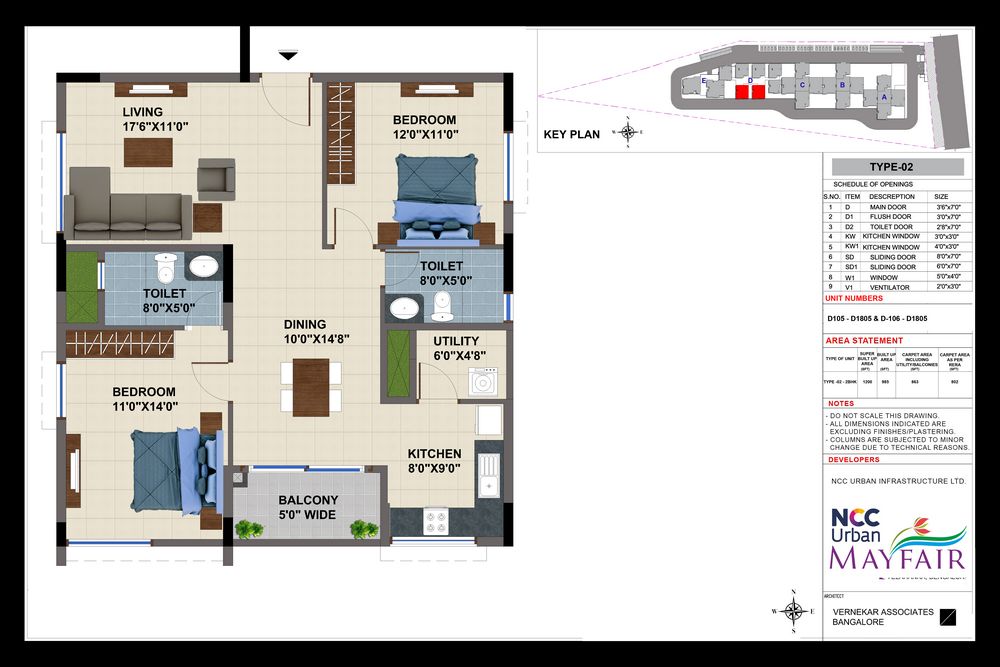 LIVING
17'6"X11'0"
BEDROOM
12'0"X11'0"
TOILET
8'0"X5'0"
TOILET
8'0"X5'0"
DINING
10'0"X14'8"
UTILITY
6'0"X4'8"
BEDROOM
11'0"X14'0"
KITCHEN
8'0"X9'0"
BALCONY
5'0" WIDE
KEY PLAN
N
W E
S
E
D
C
B
A
TYPE-02
SCHEDULE OF OPENINGS
S.NO. ITEM DESCREPTION SIZE
1 D MAIN DOOR 3'6"x7'0"
2 D1 FLUSH DOOR 3'0"x7'0"
3 D2 TOILET DOOR 2'8"x7'0"
4 KW KITCHEN WINDOW 3'0"x3'0"
5 KW1 KITCHEN WINDOW 4'0"x3'0"
6 SD SLIDING DOOR 8'0"x7'0"
7 SD1 SLIDING DOOR 6'0"x7'0"
8 W1 WINDOW 5'0"x4'0"
9 V1 VENTILATOR 2'0"x3'0"
UNIT NUMBERS
D105 - D1805 & D-106 - D1805
AREA STATEMENT
TYPE OF UNIT SUPER BUILT UP AREA (SFT) BUILT UP AREA (SFT) CARPET AREA INCLUDING UTILITY/BALCONIES (SFT) CARPET AREA AS PER RERA (SFT)
TYPE -02 - 2BHK 1200 985 863 802
NOTES
- DO NOT SCALE THIS DRAWING.
- ALL DIMENSIONS INDICATED ARE
EXCLUDING FINISHES/PLASTERING.
- COLUMNS ARE SUBJECTED TO MINOR
CHANGE DUE TO TECHNICAL REASONS.
DEVELOPERS
NCC URBAN INFRASTRUCTURE LTD.
NCC
Urban
MAYFAIR
ARCHITECT
VERNEKAR ASSOCIATES
BANGALORE
N
W E
S